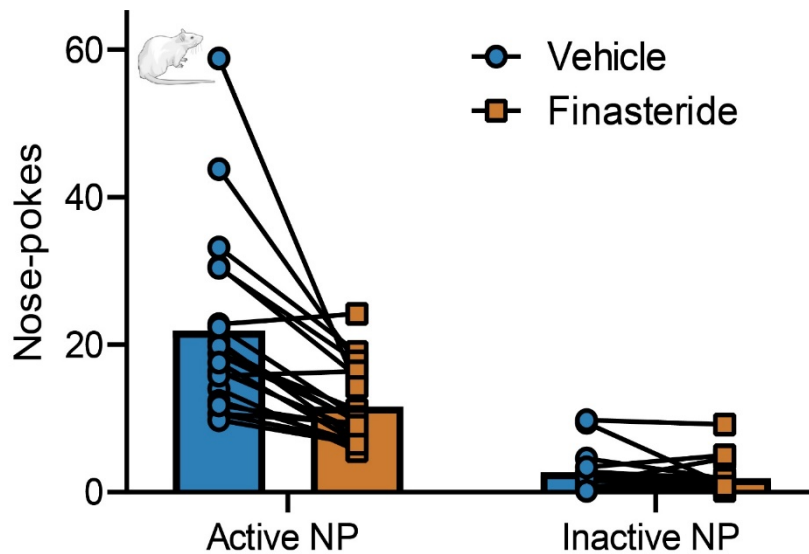 60
40
20
0
Nose-pokes
Vehicle
Finasteride
Active NP
Inactive NP